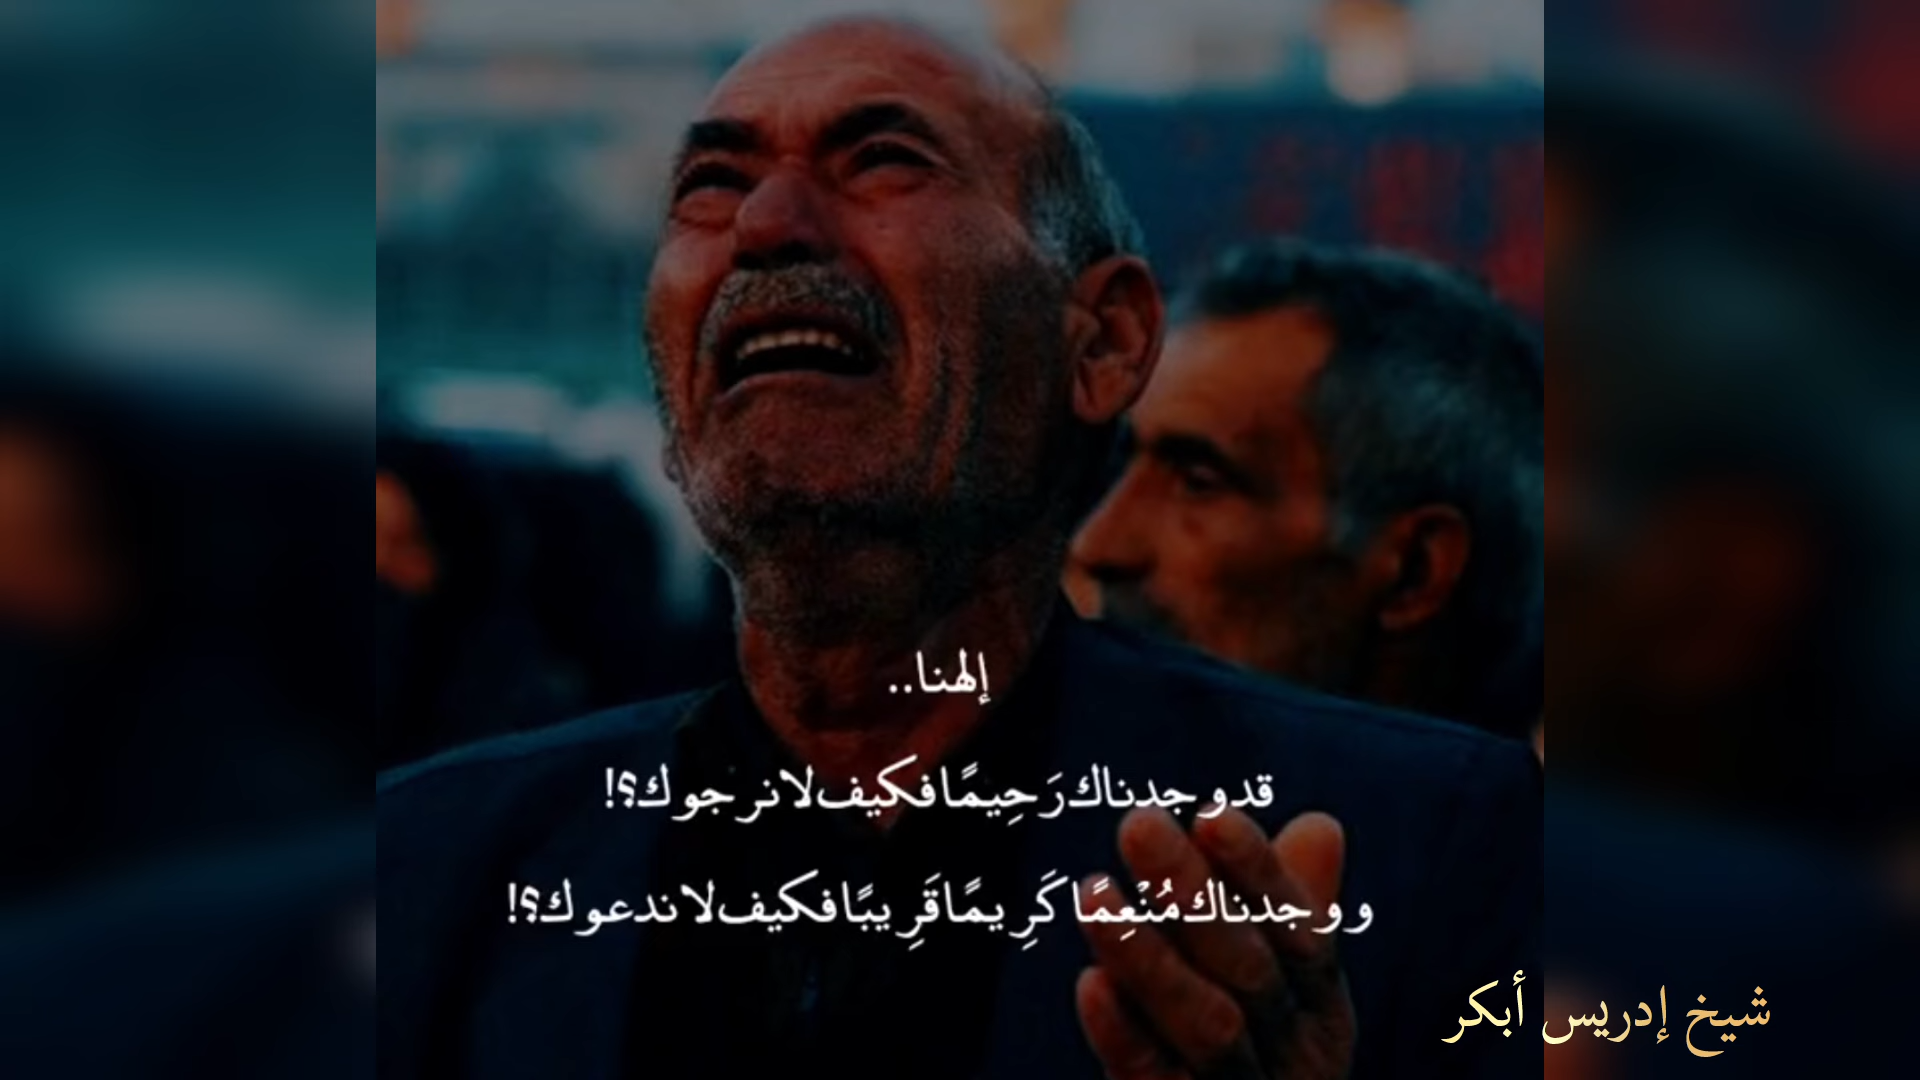 إلهنا..
قد وجدناك رَحِيمًا فكيف لا نرجوك؟!
ووجدناك مُنْعِمًا كَرِيمًا قَرِيبًا فكيف لا ندعوك؟!
شيخ إدريس أبكر